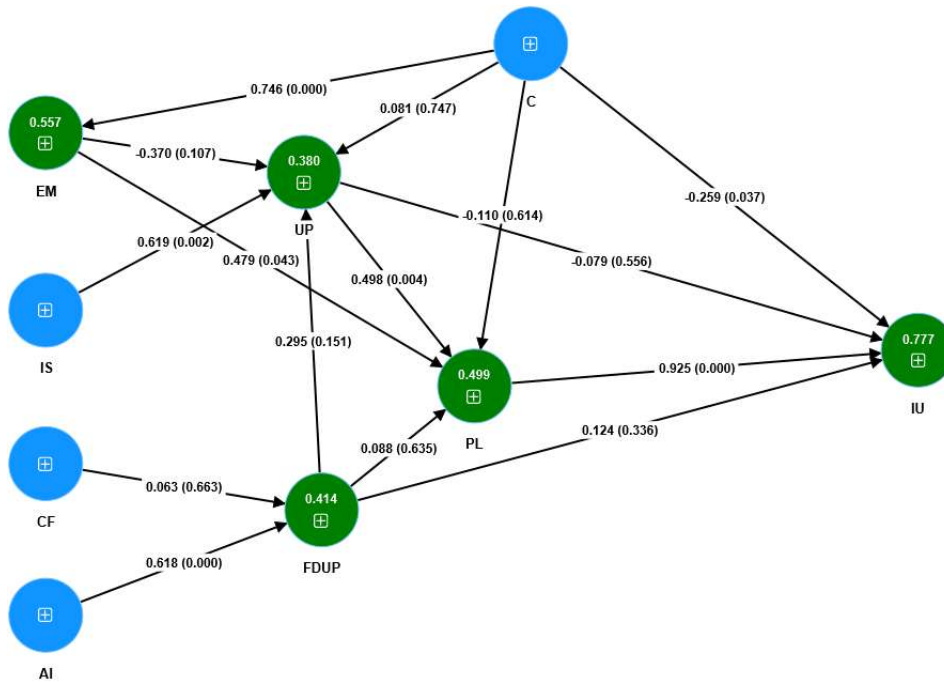 C
0.746 (0.000)
0.081 (0.747)
0.557
EM
-0.370 (0.107)
0.380
UP
-0.259 (0.037)
-0.110 (0.614)
0.619 (0.002)
0.479 (0.043)
0.498 (0.004)
-0.079 (0.556)
IS
0.295 (0.151)
0.777
IU
0.499
PL
0.925 (0.000)
0.124 (0.336)
0.088 (0.635)
CF
0.063 (0.663)
0.414
FDUP
0.618 (0.000)
AI